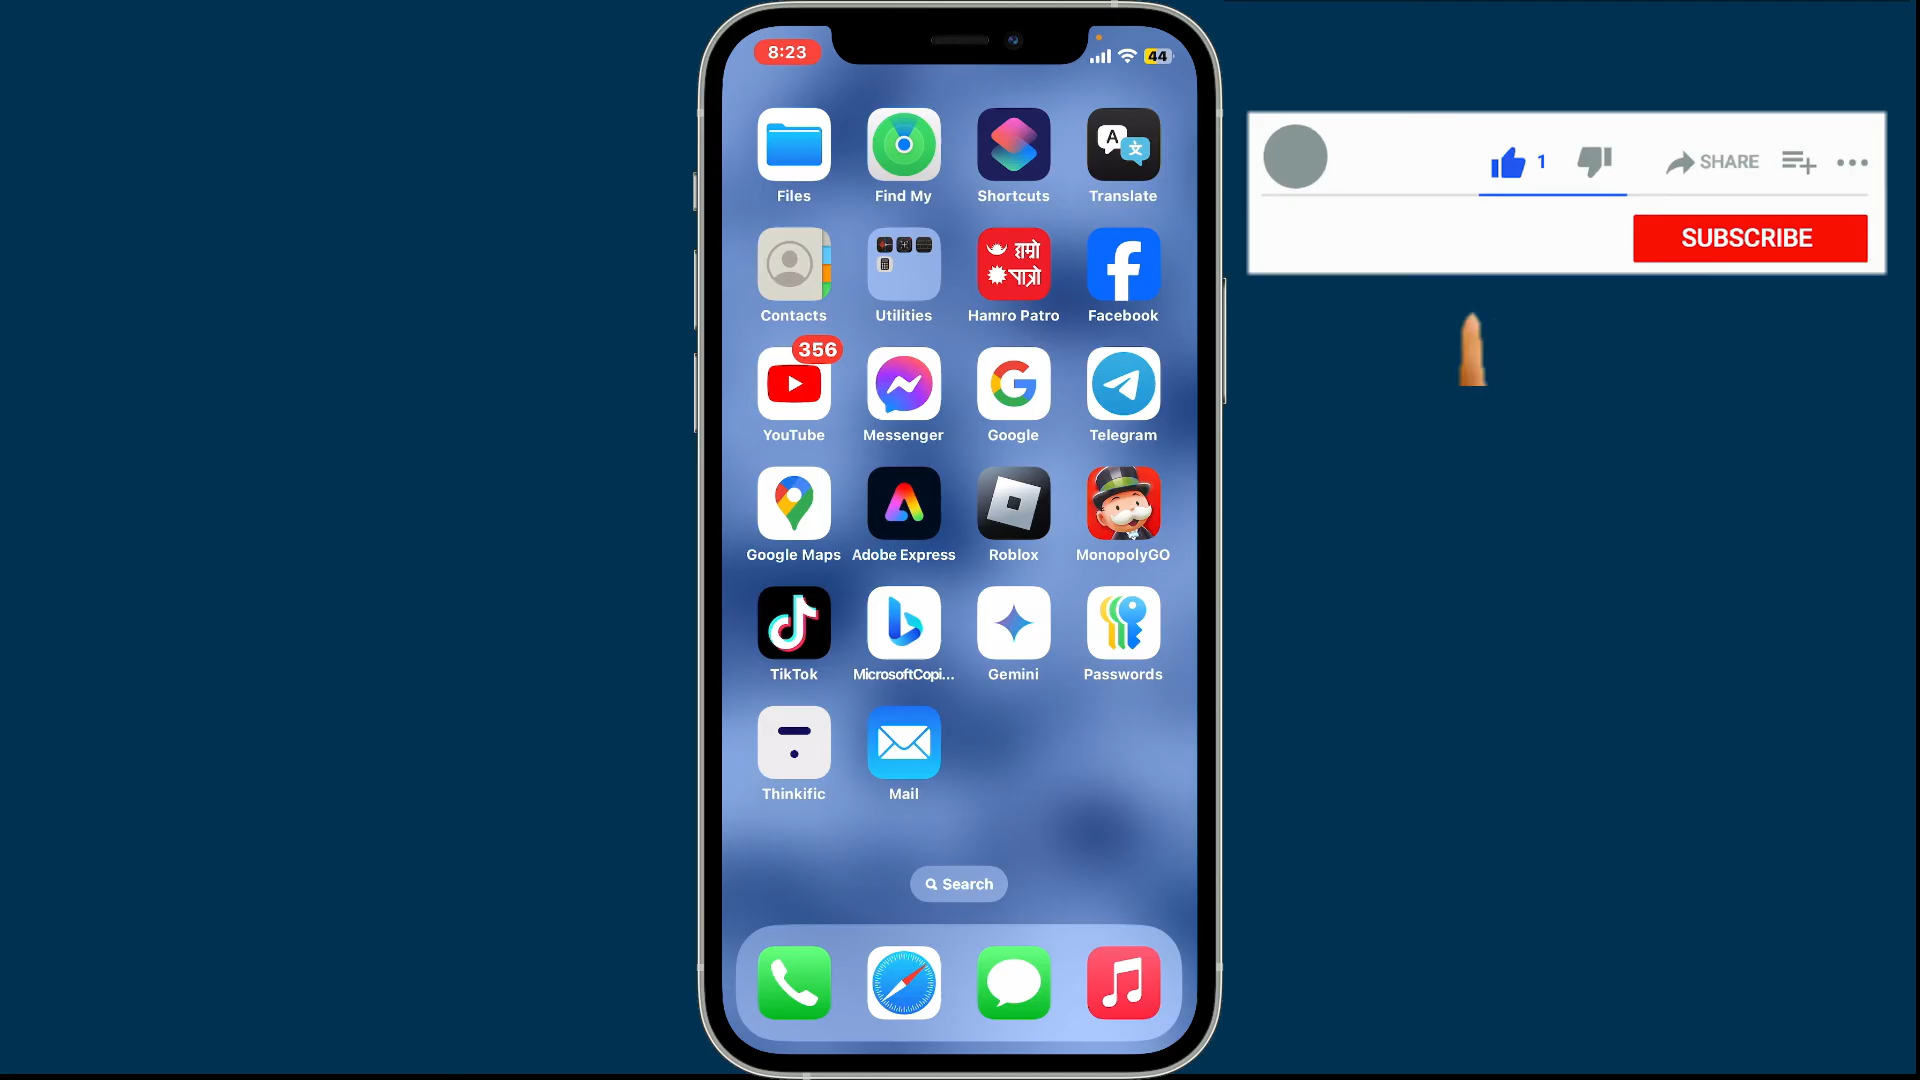 8:23
44
Files
Find My
Shortcuts
A 文
Translate
Contacts
Utilities
हाम्रो
पात्रो
Hamro Patro
Facebook
356
YouTube
Messenger
Google
Telegram
Google Maps
Adobe Express
Roblox
MonopolyGO
TikTok
MicrosoftCopi...
Gemini
Passwords
Thinkific
Mail
Search
1
SHARE
SUBSCRIBE